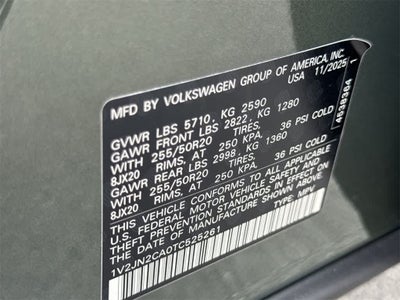 MFD. BY VOLKSWAGEN GROUP OF AMERICA, INC.
USA 11/2025
GVWR LBS 5710, KG 2590
GAWR FRONT LBS 2822, KG 1280
WITH 255/50R20 TIRES,
8JX20 RIMS, AT 250 KPA, 36 PSI COLD
GAWR REAR LBS 2998, KG 1360
WITH 255/50R20 TIRES,
8JX20 RIMS, AT 250 KPA, 36 PSI COLD
THIS VEHICLE CONFORMS TO ALL APPLICABLE
U.S. FEDERAL MOTOR VEHICLE SAFETY AND
THEFT PREVENTION STANDARDS IN EFFECT ON THE
DATE OF MANUFACTURE SHOWN ABOVE.
1V2JN2CA0TC525261 TYPE: MPV